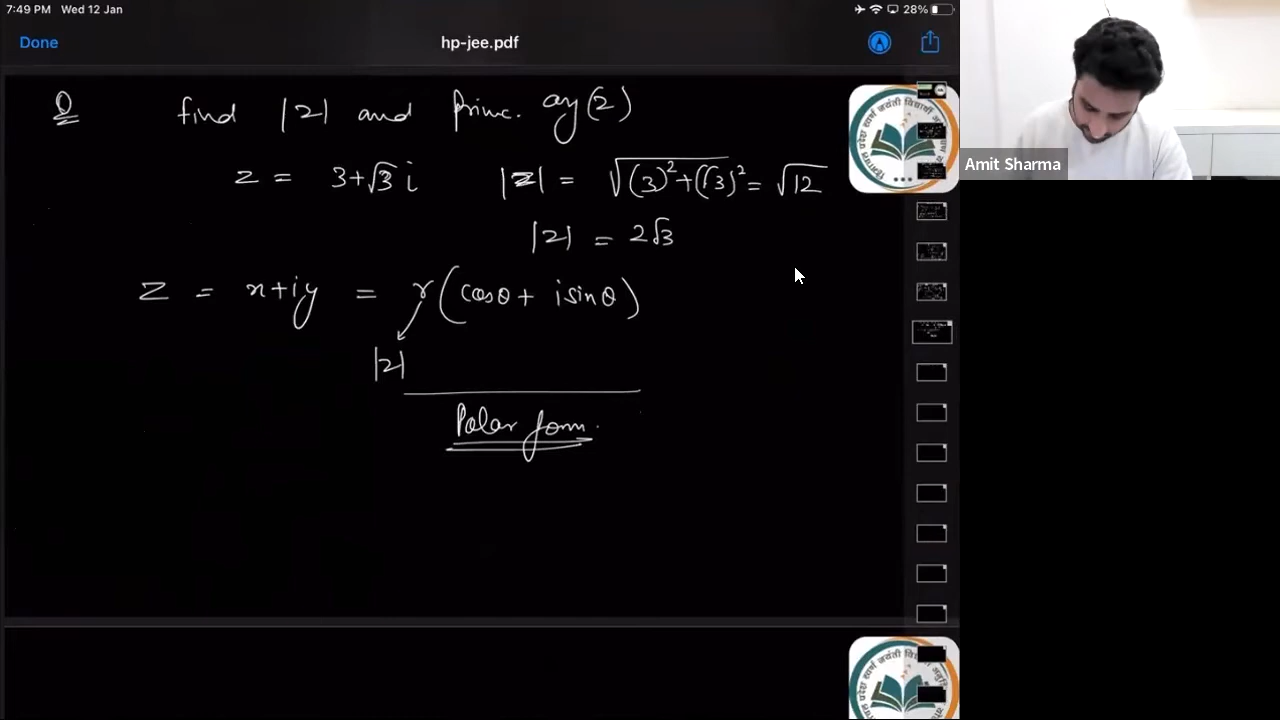 7:49 PM Wed 12 Jan
28%
Done
hp-jee.pdf
Q find |z| and princ. arg(z)
z = 3+√3 i |z| = √(3)²+(√3)² = √12
|z| = 2√3
z = x+iy = r(cosθ + i sinθ)
|z|
Polar form.
Amit Sharma